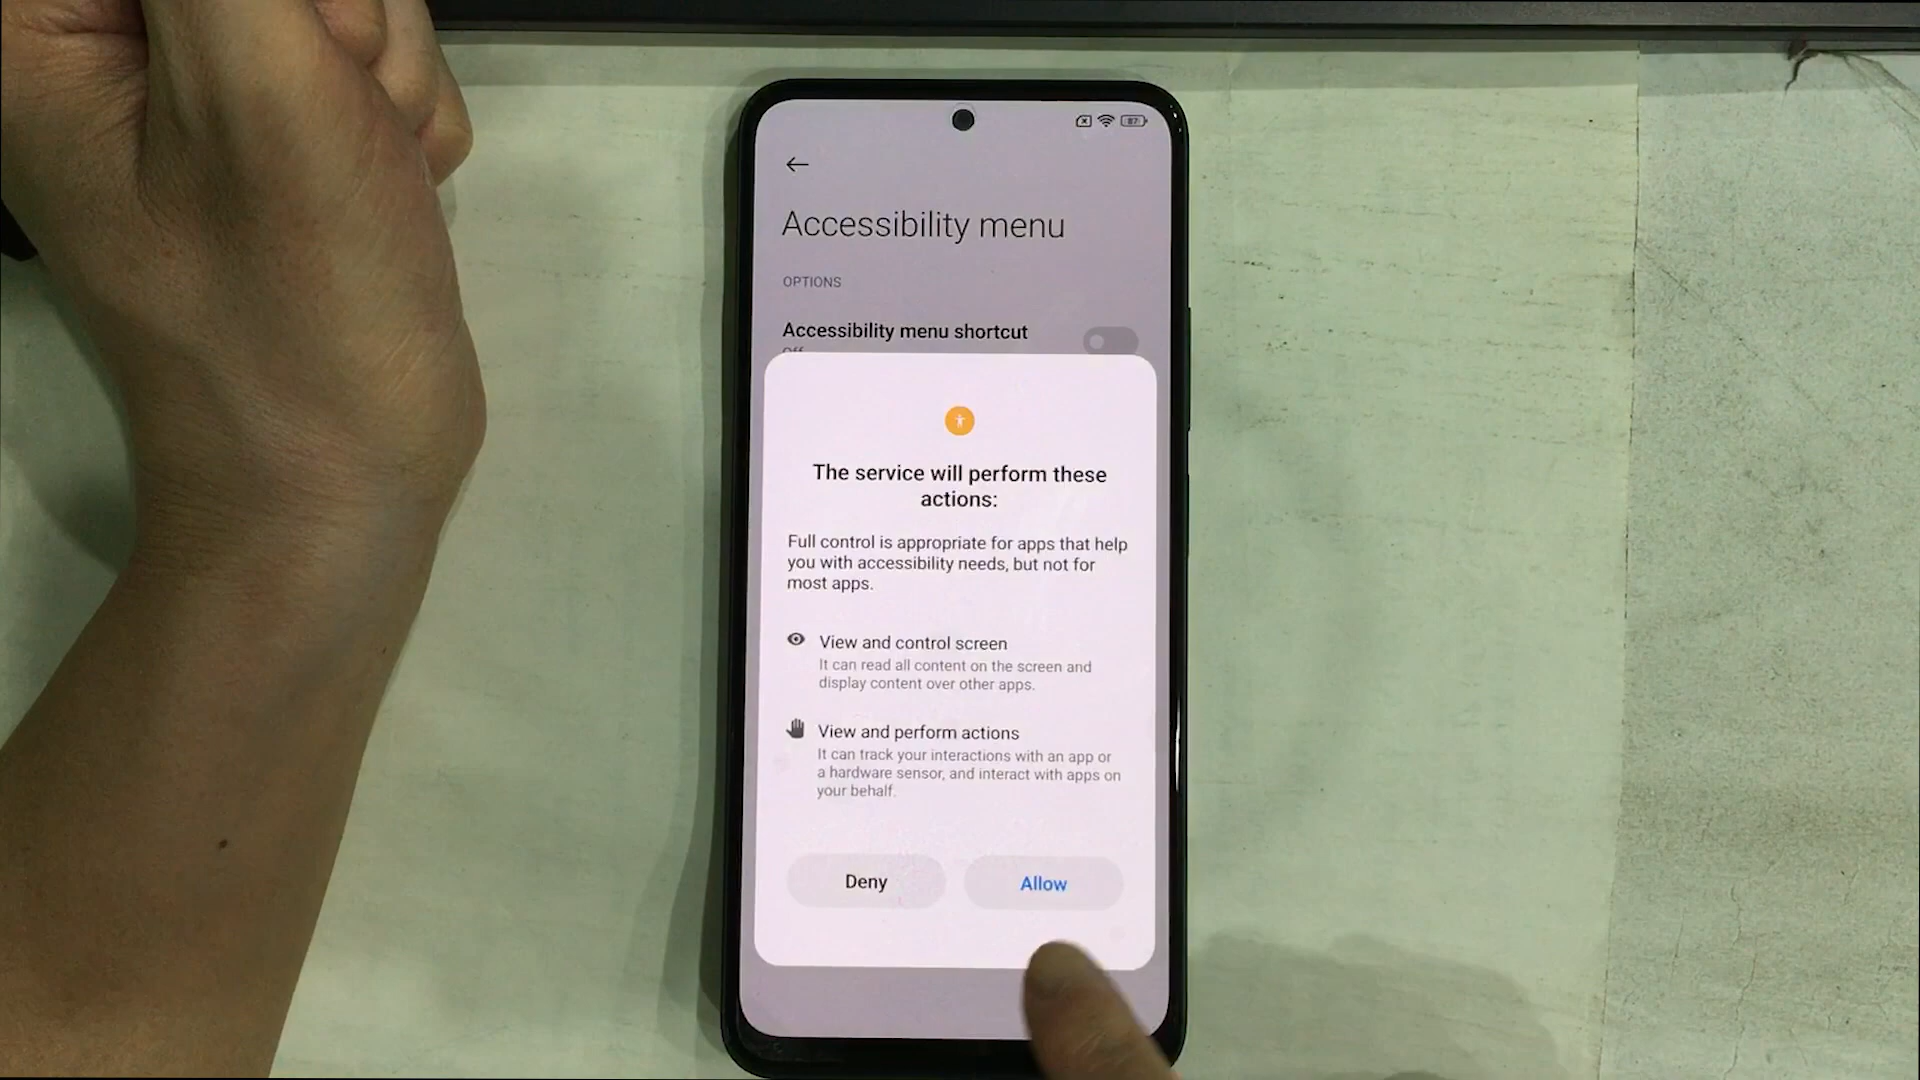 87
Accessibility menu
OPTIONS
Accessibility menu shortcut
Off
The service will perform these
actions:
Full control is appropriate for apps that help
you with accessibility needs, but not for
most apps.
View and control screen
It can read all content on the screen and
display content over other apps.
View and perform actions
It can track your interactions with an app or
a hardware sensor, and interact with apps on
your behalf.
Deny
Allow